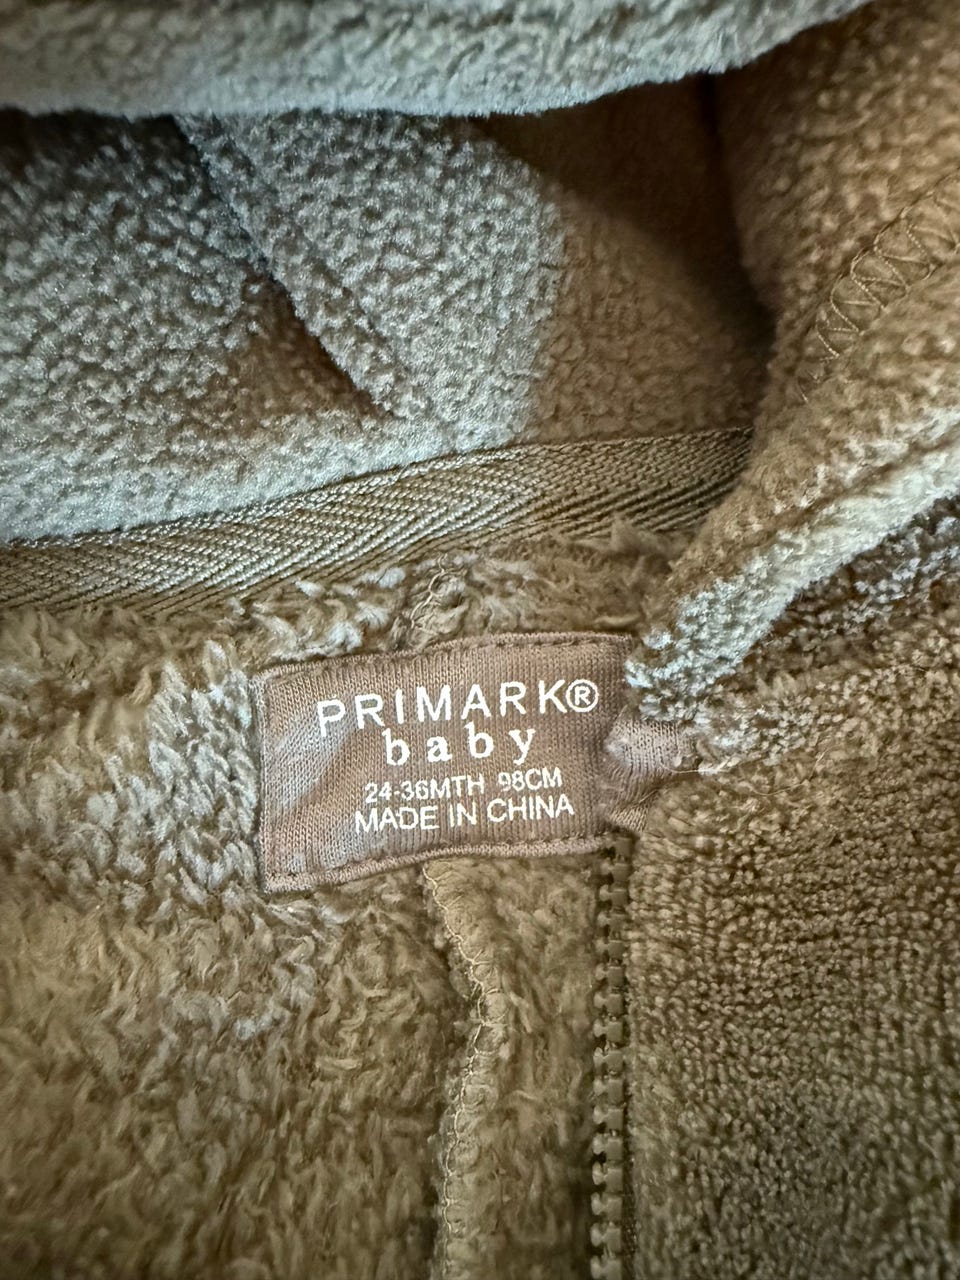 PRIMARK®
baby
24-36MTH 98CM
MADE IN CHINA